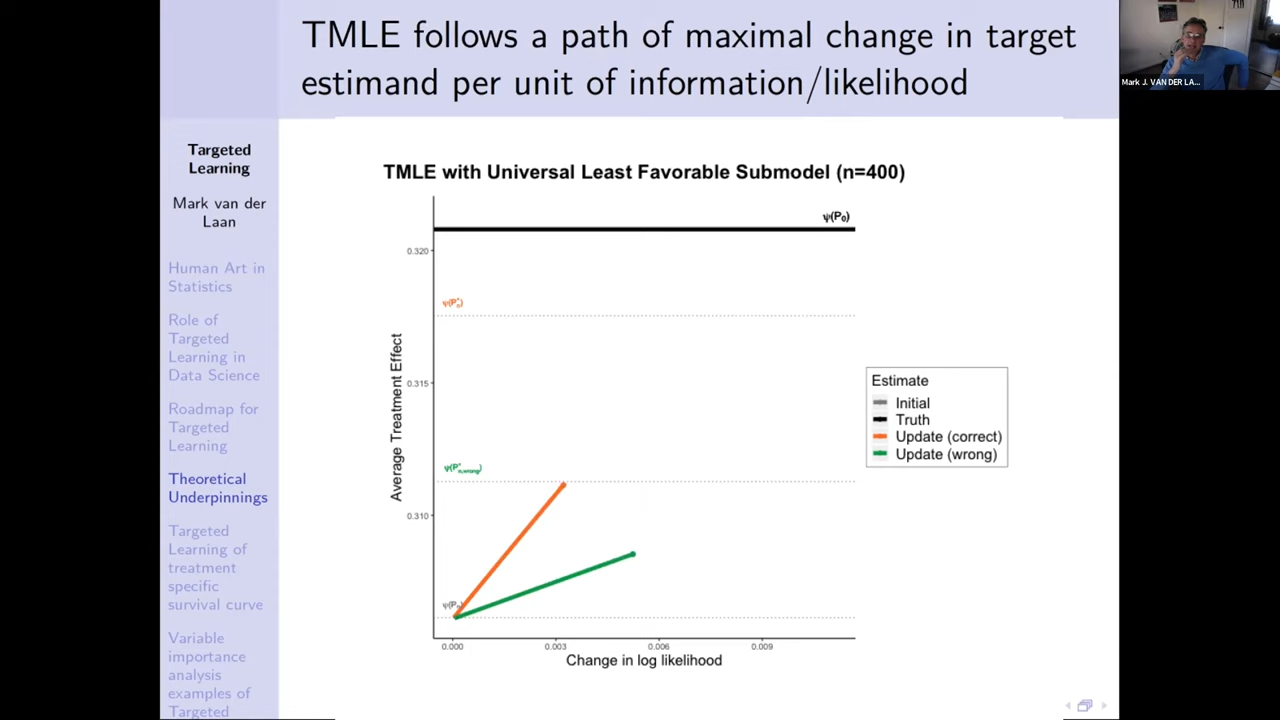 TMLE follows a path of maximal change in target
estimand per unit of information/likelihood
Mark J. VAN DER LA...
Targeted
Learning
Mark van der
Laan
Human Art in
Statistics
Role of
Targeted
Learning in
Data Science
Roadmap for
Targeted
Learning
Theoretical
Underpinnings
Targeted
Learning of
treatment
specific
survival curve
Variable
importance
analysis
examples of
Targeted
TMLE with Universal Least Favorable Submodel (n=400)
ψ(P₀)
0.320
ψ(Pₙ*)
0.315
ψ(P*ₙ,wrong)
0.310
ψ(Pₙ)
Average Treatment Effect
0.000
0.003
0.006
0.009
Change in log likelihood
Estimate
Initial
Truth
Update (correct)
Update (wrong)